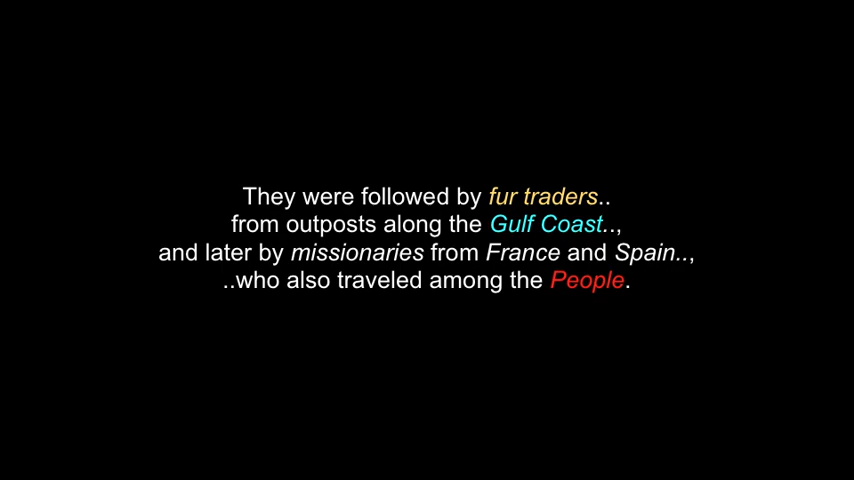 They were followed by fur traders..
from outposts along the Gulf Coast..,
and later by missionaries from France and Spain..,
..who also traveled among the People.